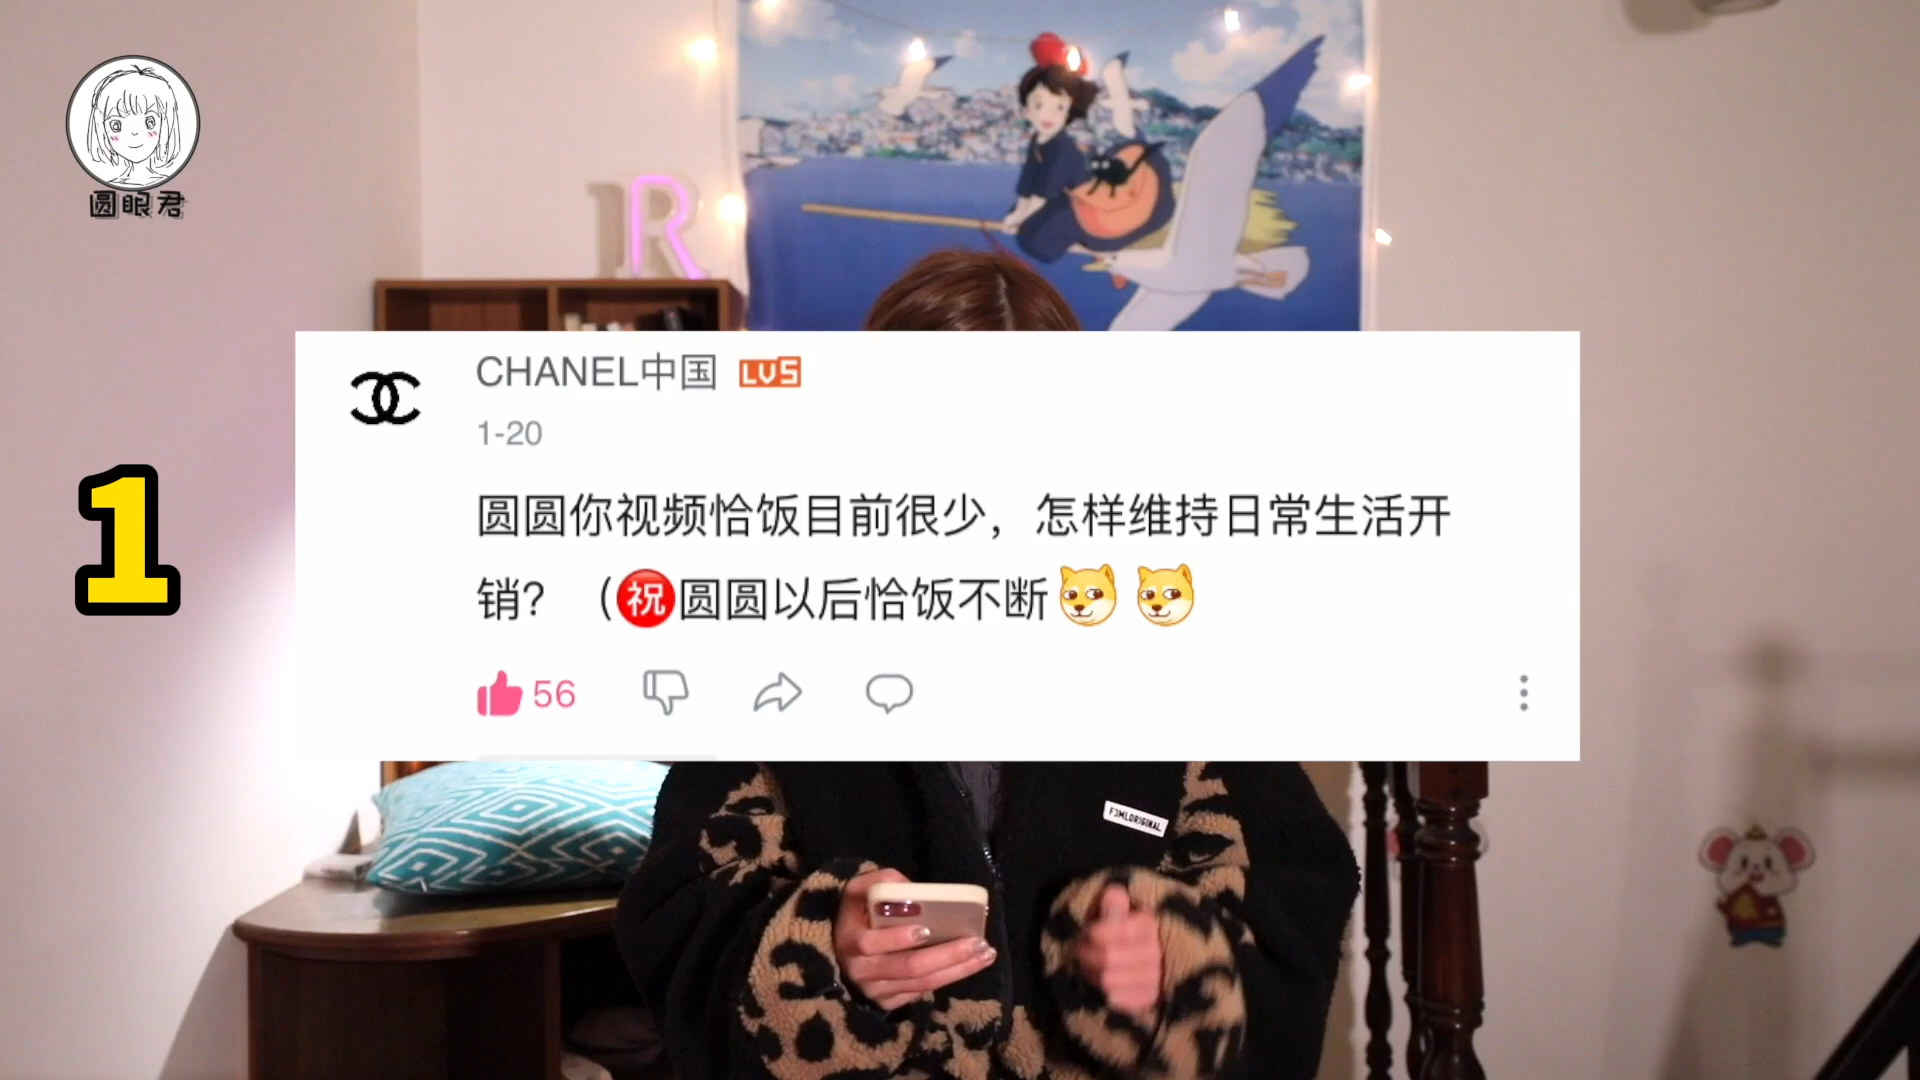 圆眠君
R
CHANEL中国 LV5
1-20
1
圆圆你视频恰饭目前很少，怎样维持日常生活开
销？（祝圆圆以后恰饭不断
56
F3MLORIGINAL